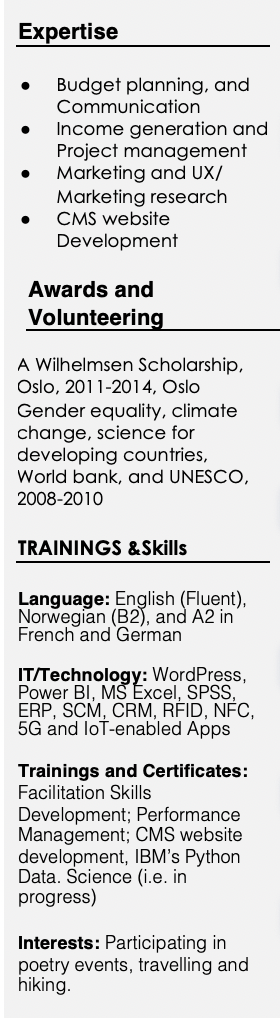 Expertise
● Budget planning, and
Communication
● Income generation and
Project management
● Marketing and UX/
Marketing research
● CMS website
Development
Awards and
Volunteering
A Wilhelmsen Scholarship,
Oslo, 2011-2014, Oslo
Gender equality, climate
change, science for
developing countries,
World bank, and UNESCO,
2008-2010
TRAININGS &Skills
Language: English (Fluent),
Norwegian (B2), and A2 in
French and German
IT/Technology: WordPress,
Power BI, MS Excel, SPSS,
ERP, SCM, CRM, RFID, NFC,
5G and IoT-enabled Apps
Trainings and Certificates:
Facilitation Skills
Development; Performance
Management; CMS website
development, IBM's Python
Data. Science (i.e. in
progress)
Interests: Participating in
poetry events, travelling and
hiking.